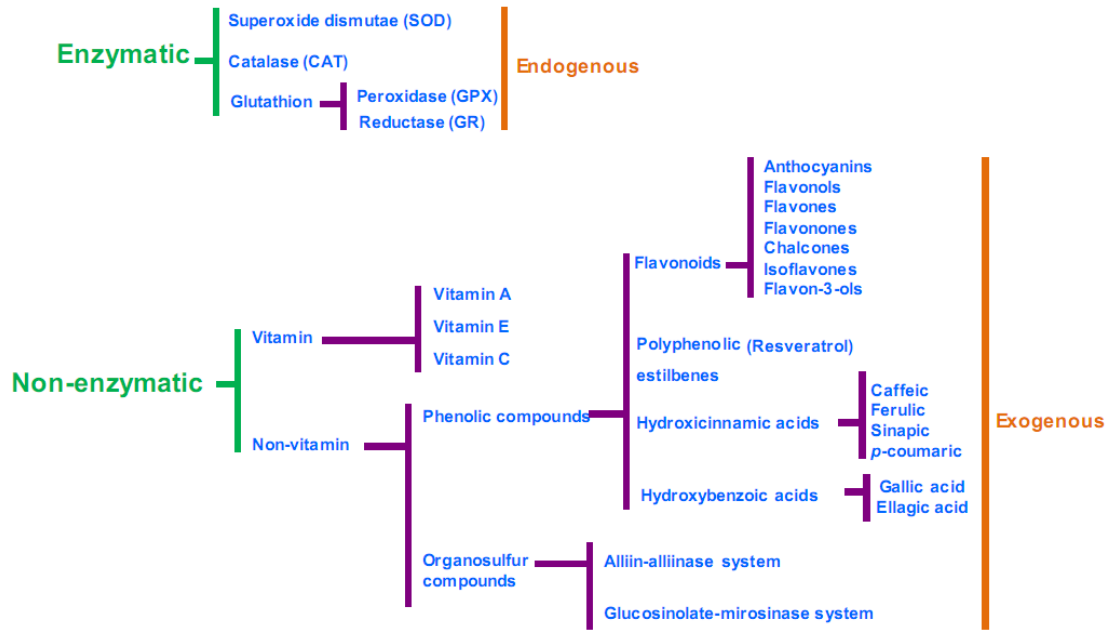 Enzymatic
Superoxide dismutae (SOD)
Catalase (CAT)
Glutathion
Peroxidase (GPX)
Reductase (GR)
Endogenous
Non-enzymatic
Vitamin
Vitamin A
Vitamin E
Vitamin C
Non-vitamin
Phenolic compounds
Flavonoids
Anthocyanins
Flavonols
Flavones
Flavonones
Chalcones
Isoflavones
Flavon-3-ols
Polyphenolic (Resveratrol)
estilbenes
Hydroxicinnamic acids
Caffeic
Ferulic
Sinapic
p-coumaric
Hydroxybenzoic acids
Gallic acid
Ellagic acid
Organosulfur
compounds
Alliin-alliinase system
Glucosinolate-mirosinase system
Exogenous